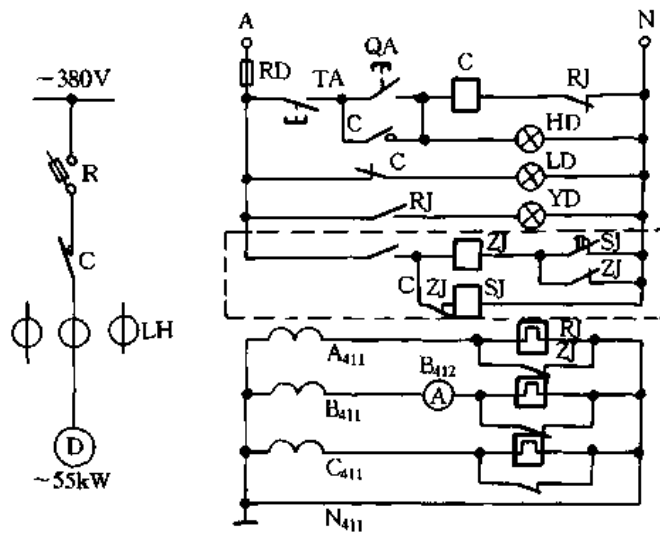 A
N
~380V
R
C
LH
D
~55kW
RD
TA
QA
C
RJ
C
HD
C
LD
RJ
YD
ZJ
SJ
ZJ
C
ZJ
SJ
A411
RJ
ZJ
B411
B412
A
C411
N411